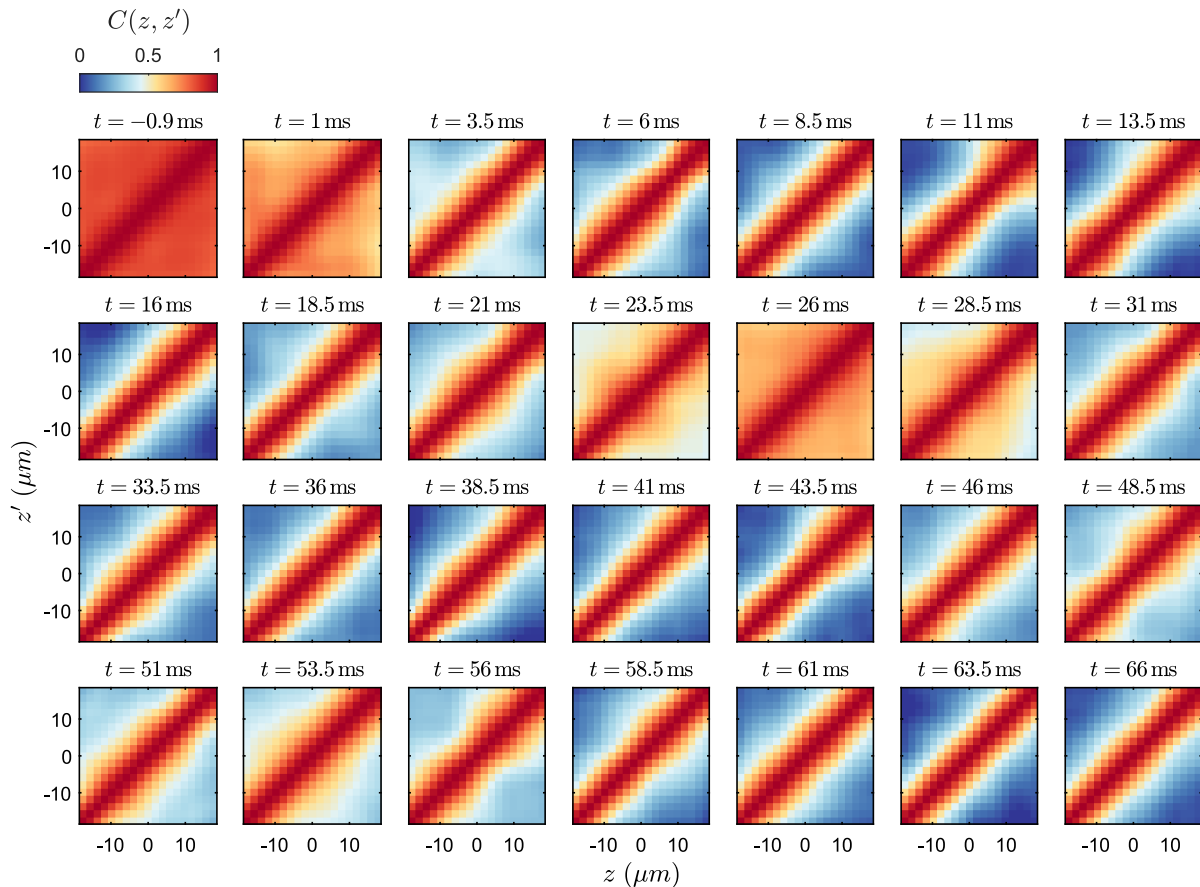 C(z, z′)
0 0.5 1
t = −0.9 ms t = 1 ms t = 3.5 ms t = 6 ms t = 8.5 ms t = 11 ms t = 13.5 ms
10
0
-10
t = 16 ms t = 18.5 ms t = 21 ms t = 23.5 ms t = 26 ms t = 28.5 ms t = 31 ms
10
0
-10
z′ (μm)
t = 33.5 ms t = 36 ms t = 38.5 ms t = 41 ms t = 43.5 ms t = 46 ms t = 48.5 ms
10
0
-10
t = 51 ms t = 53.5 ms t = 56 ms t = 58.5 ms t = 61 ms t = 63.5 ms t = 66 ms
10
0
-10
-10 0 10 -10 0 10 -10 0 10 -10 0 10 -10 0 10 -10 0 10 -10 0 10
z (μm)